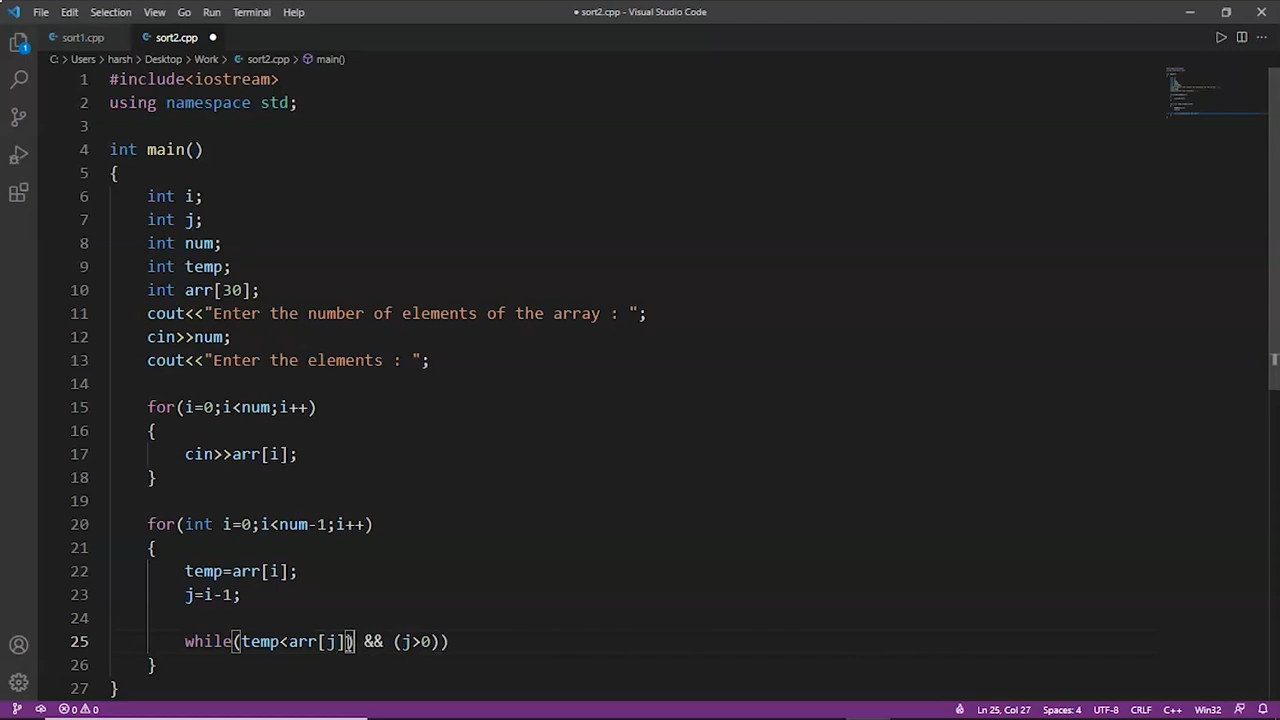 File Edit Selection View Go Run Terminal Help
● sort2.cpp - Visual Studio Code
sort1.cpp sort2.cpp ●
C: > Users > harsh > Desktop > Work > sort2.cpp > main()
1 #include<iostream>
2 using namespace std;
3
4 int main()
5 {
6 int i;
7 int j;
8 int num;
9 int temp;
10 int arr[30];
11 cout<<"Enter the number of elements of the array : ";
12 cin>>num;
13 cout<<"Enter the elements : ";
14
15 for(i=0;i<num;i++)
16 {
17 cin>>arr[i];
18 }
19
20 for(int i=0;i<num-1;i++)
21 {
22 temp=arr[i];
23 j=i-1;
24
25 while(temp<arr[j]) && (j>0))
26 }
27 }
1
0 0 Ln 25, Col 27 Spaces: 4 UTF-8 CRLF C++ Win32